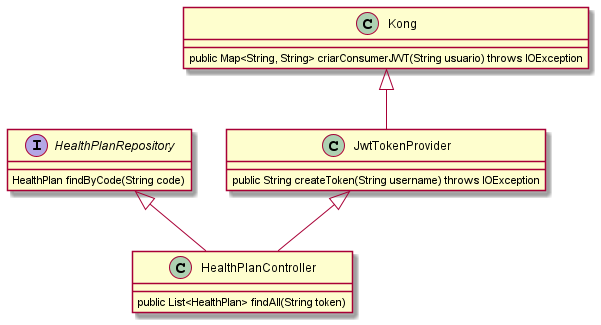 C Kong
public Map<String, String> criarConsumerJWT(String usuario) throws IOException
I HealthPlanRepository
HealthPlan findByCode(String code)
C JwtTokenProvider
public String createToken(String username) throws IOException
C HealthPlanController
public List<HealthPlan> findAll(String token)